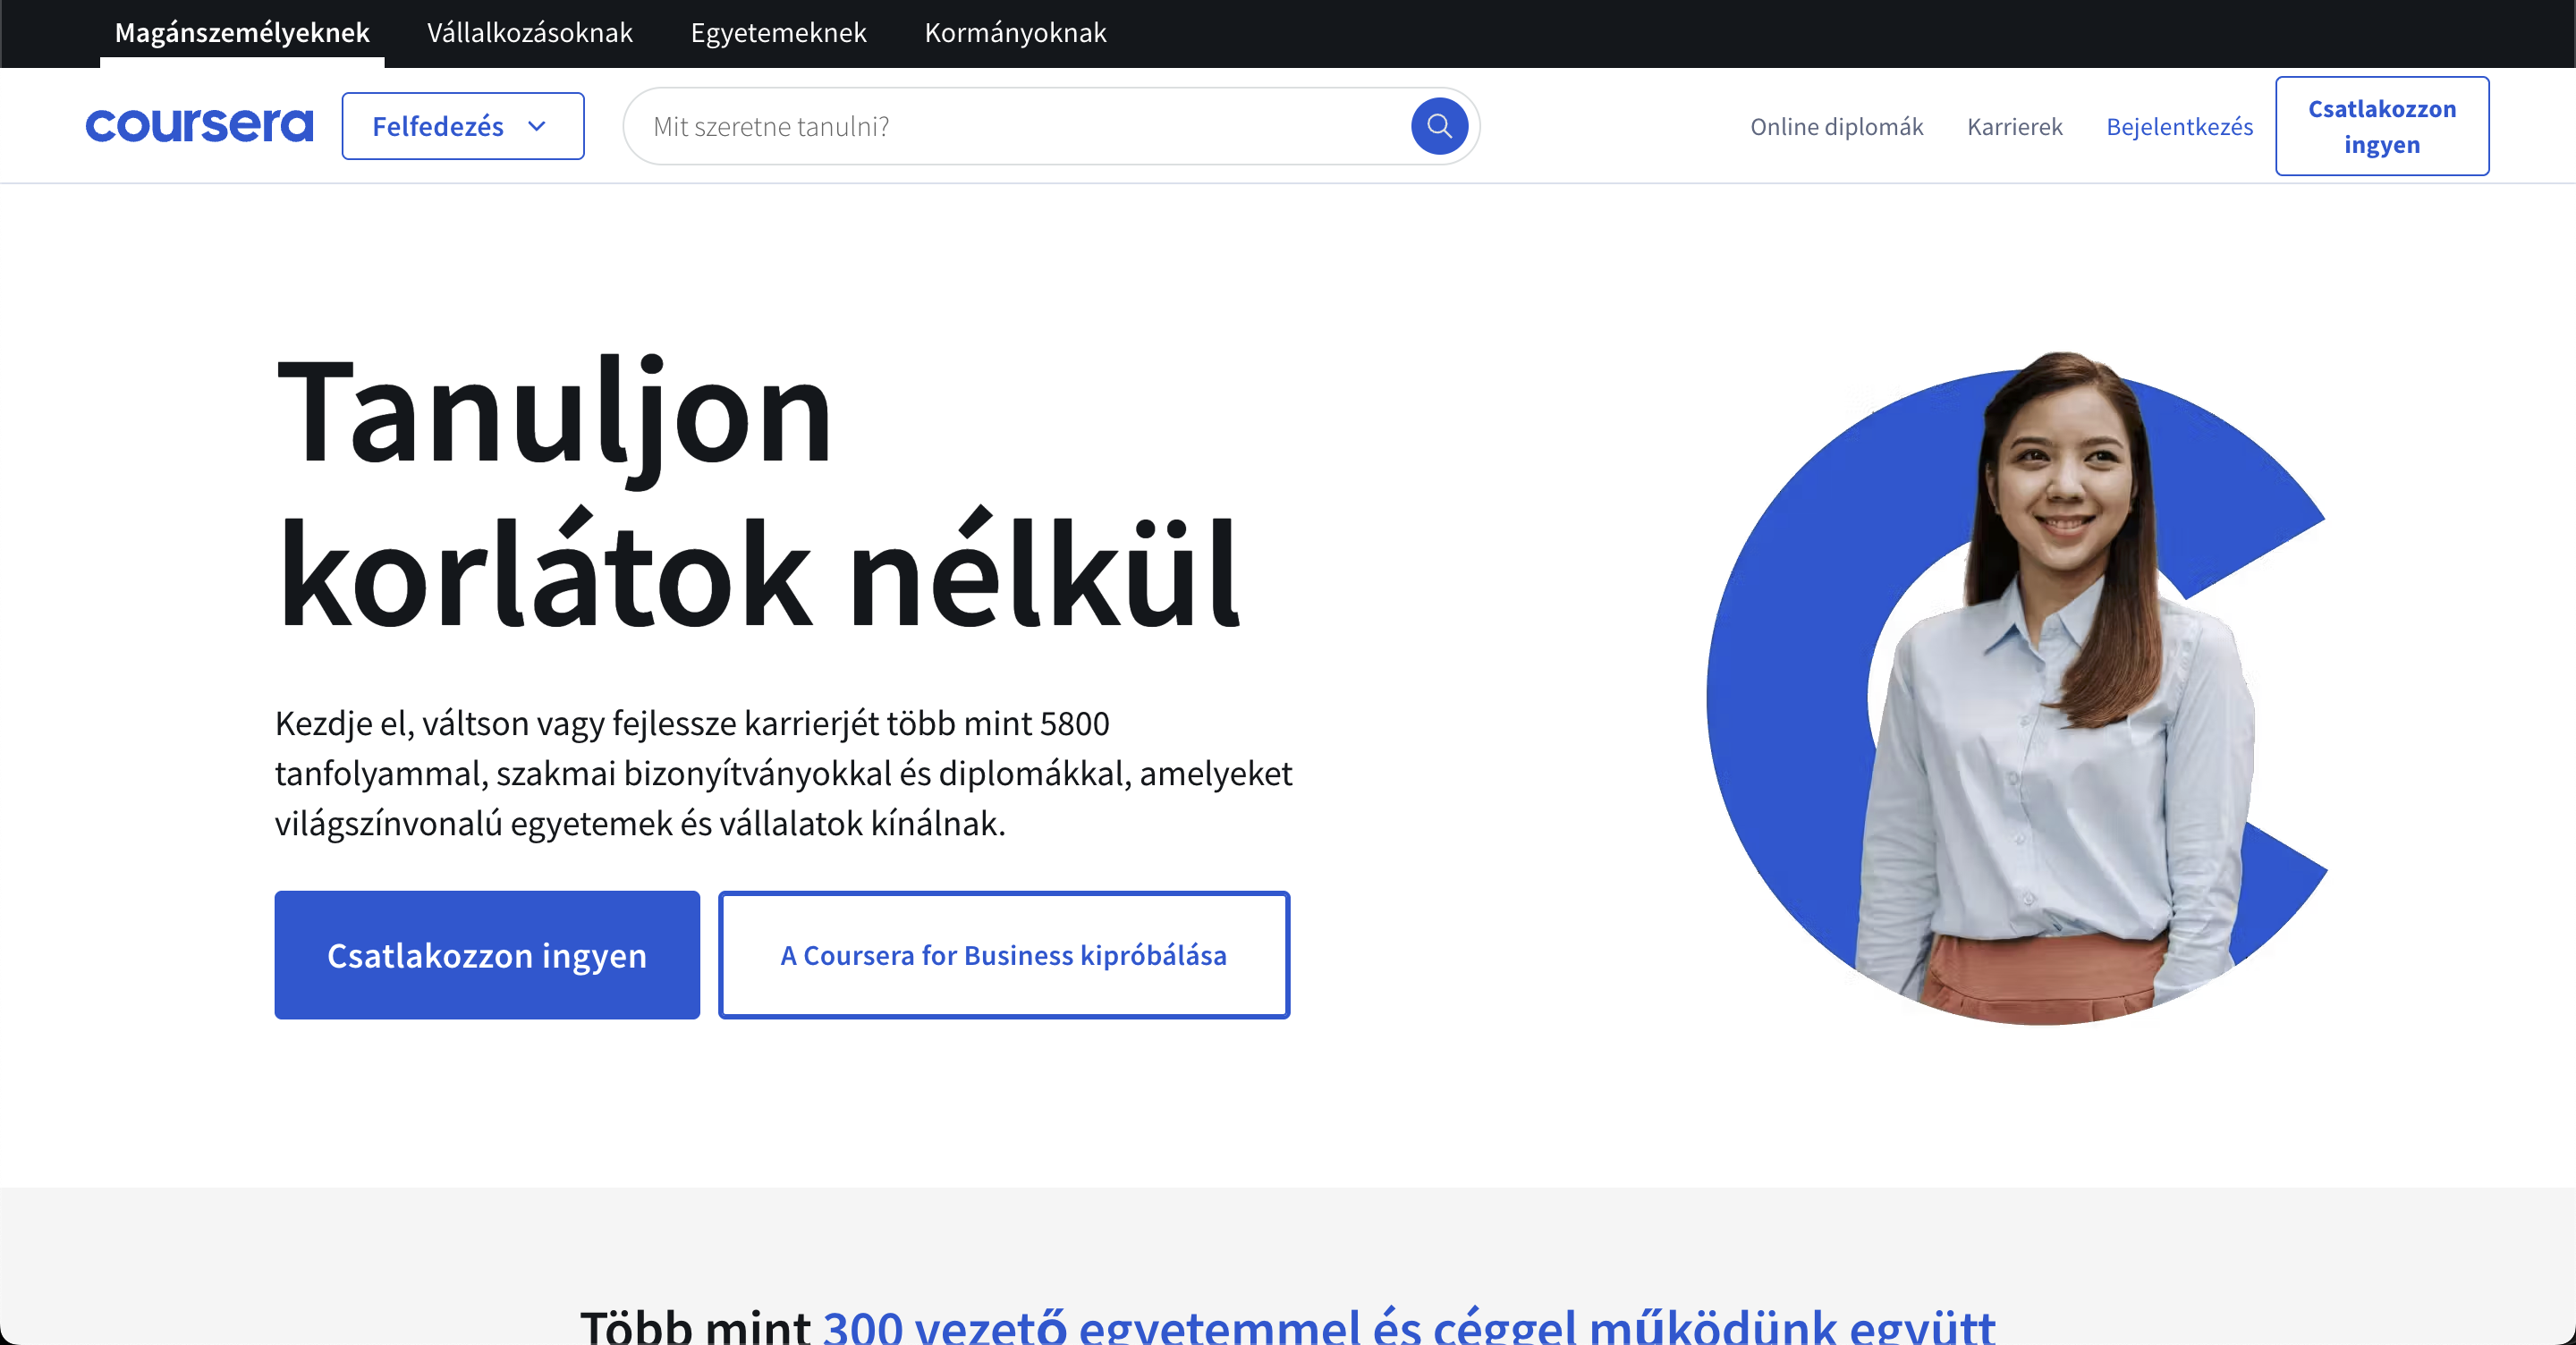 Magánszemélyeknek Vállalkozásoknak Egyetemeknek Kormányoknak
coursera Felfedezés Mit szeretne tanulni? Online diplomák Karrierek Bejelentkezés Csatlakozzon
ingyen
Tanuljon
korlátok nélkül
Kezdje el, váltson vagy fejlessze karrierjét több mint 5800
tanfolyammal, szakmai bizonyítványokkal és diplomákkal, amelyeket
világszínvonalú egyetemek és vállalatok kínálnak.
Csatlakozzon ingyen A Coursera for Business kipróbálása
Több mint 300 vezető egyetemmel és céggel működünk együtt